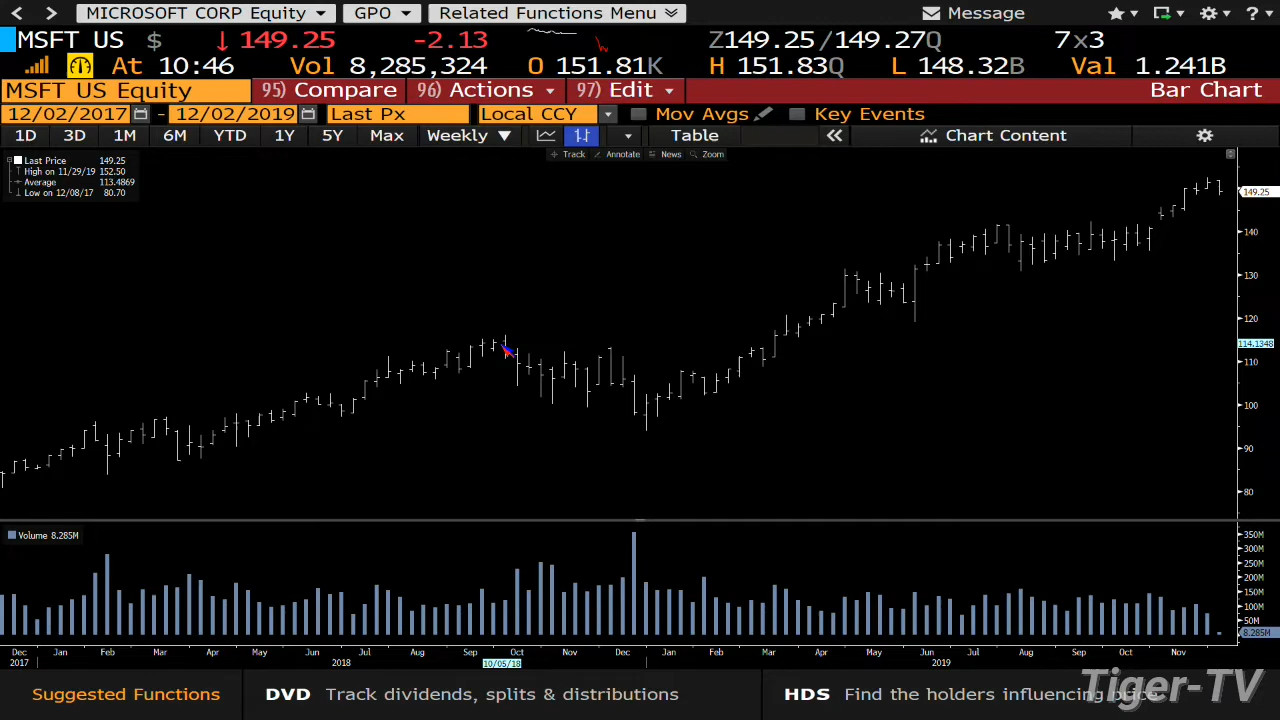 MICROSOFT CORP Equity GPO Related Functions Menu Message
MSFT US $ 149.25 -2.13 Z149.25/149.27Q 7x3
At 10:46 Vol 8,285,324 O 151.81K H 151.83Q L 148.32B Val 1.241B
MSFT US Equity 95) Compare 96) Actions 97) Edit Bar Chart
12/02/2017 - 12/02/2019 Last Px Local CCY Mov Avgs Key Events
1D 3D 1M 6M YTD 1Y 5Y Max Weekly Table Chart Content
Track Annotate News Zoom
Last Price 149.25
High on 11/29/19 152.50
Average 113.4869
Low on 12/08/17 80.70
149.25
140
130
120
114.1348
110
100
90
80
Volume 8.285M
350M
300M
250M
200M
150M
100M
50M
8.285M
Dec Jan Feb Mar Apr May Jun Jul Aug Sep Oct Nov Dec Jan Feb Mar Apr May Jun Jul Aug Sep Oct Nov
2017 2018 10/05/18 2019
Suggested Functions DVD Track dividends, splits & distributions HDS Find the holders influencing price
Tiger-TV